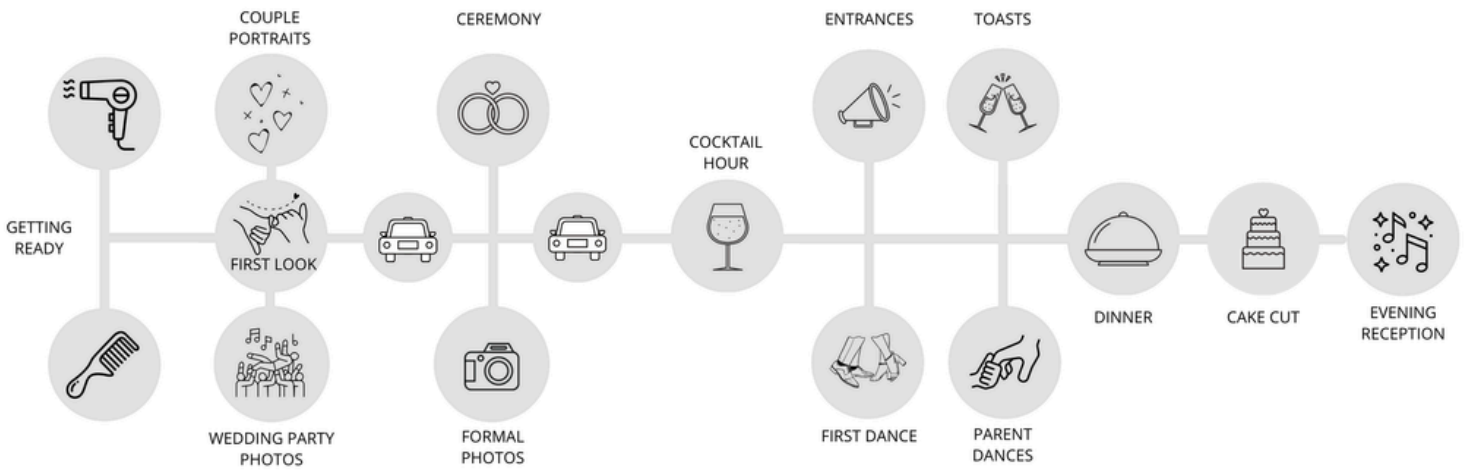 GETTING
READY
COUPLE
PORTRAITS
FIRST LOOK
WEDDING PARTY
PHOTOS
CEREMONY
FORMAL
PHOTOS
COCKTAIL
HOUR
ENTRANCES
FIRST DANCE
TOASTS
PARENT
DANCES
DINNER
CAKE CUT
EVENING
RECEPTION